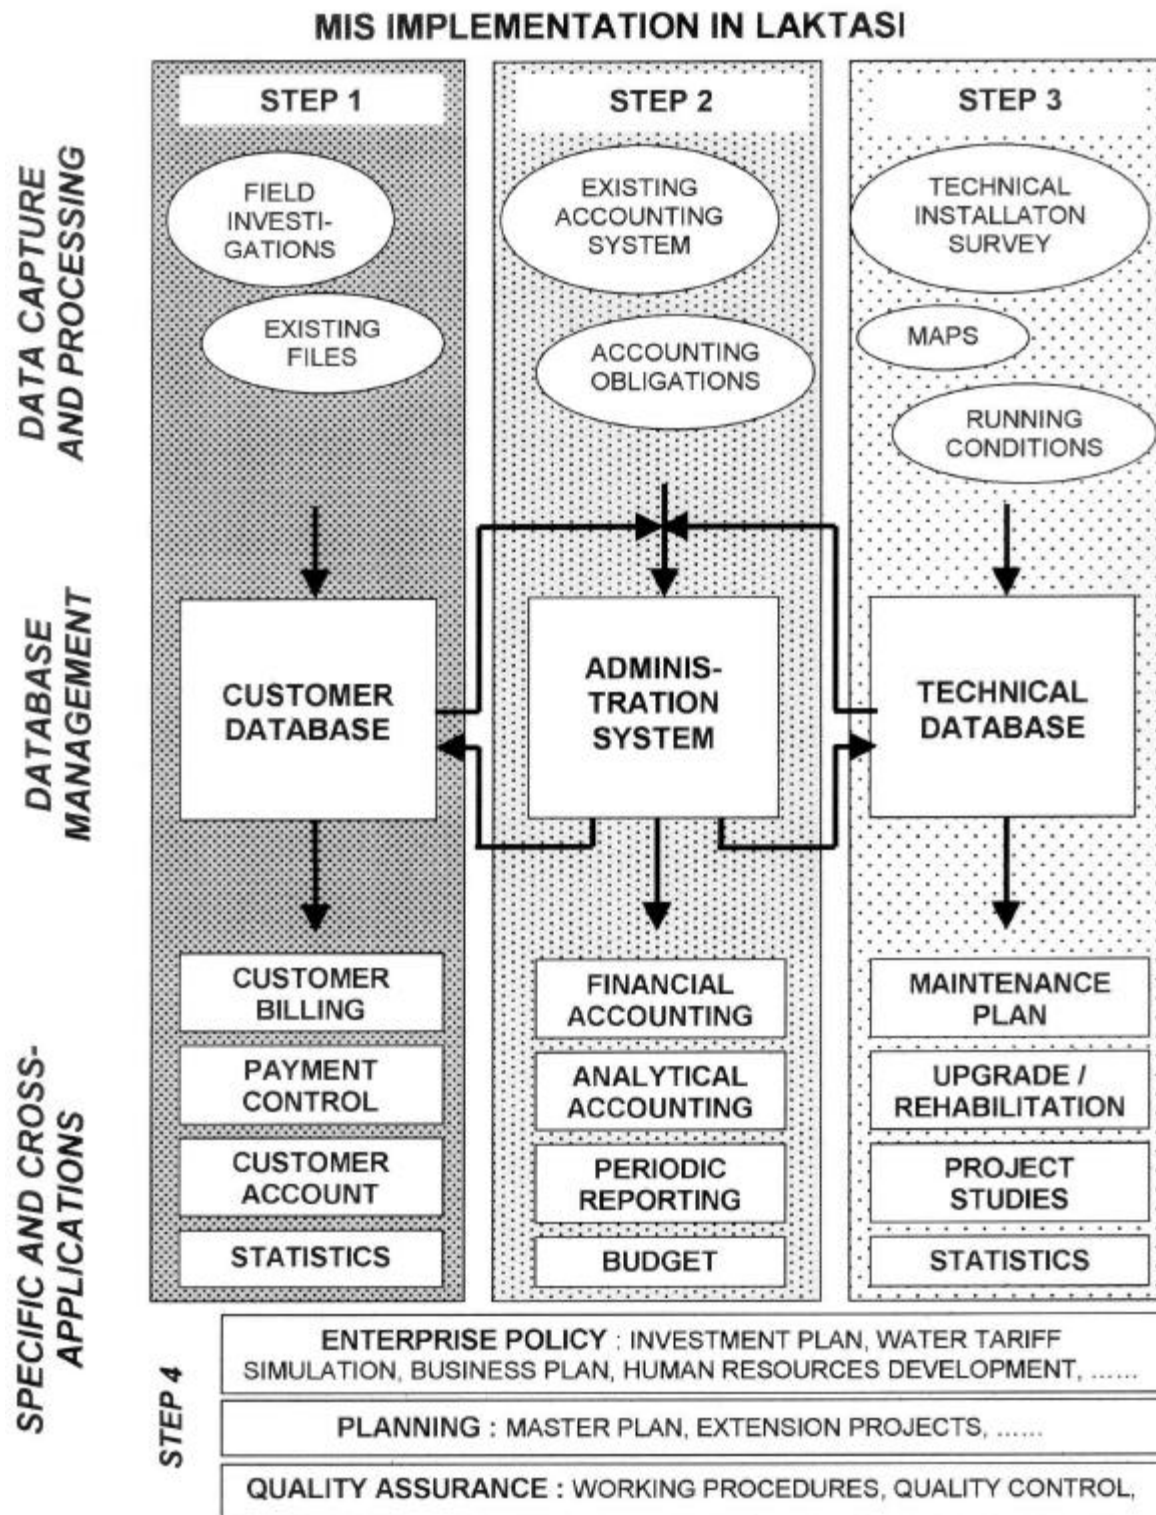 MIS IMPLEMENTATION IN LAKTASI
DATA CAPTURE
AND PROCESSING
STEP 1
FIELD
INVESTI-
GATIONS
EXISTING
FILES
STEP 2
EXISTING
ACCOUNTING
SYSTEM
ACCOUNTING
OBLIGATIONS
STEP 3
TECHNICAL
INSTALLATON
SURVEY
MAPS
RUNNING
CONDITIONS
DATABASE
MANAGEMENT
CUSTOMER
DATABASE
ADMINIS-
TRATION
SYSTEM
TECHNICAL
DATABASE
SPECIFIC AND CROSS-
APPLICATIONS
CUSTOMER
BILLING
PAYMENT
CONTROL
CUSTOMER
ACCOUNT
STATISTICS
FINANCIAL
ACCOUNTING
ANALYTICAL
ACCOUNTING
PERIODIC
REPORTING
BUDGET
MAINTENANCE
PLAN
UPGRADE /
REHABILITATION
PROJECT
STUDIES
STATISTICS
STEP 4
ENTERPRISE POLICY : INVESTMENT PLAN, WATER TARIFF
SIMULATION, BUSINESS PLAN, HUMAN RESOURCES DEVELOPMENT, ......
PLANNING : MASTER PLAN, EXTENSION PROJECTS, ......
QUALITY ASSURANCE : WORKING PROCEDURES, QUALITY CONTROL,